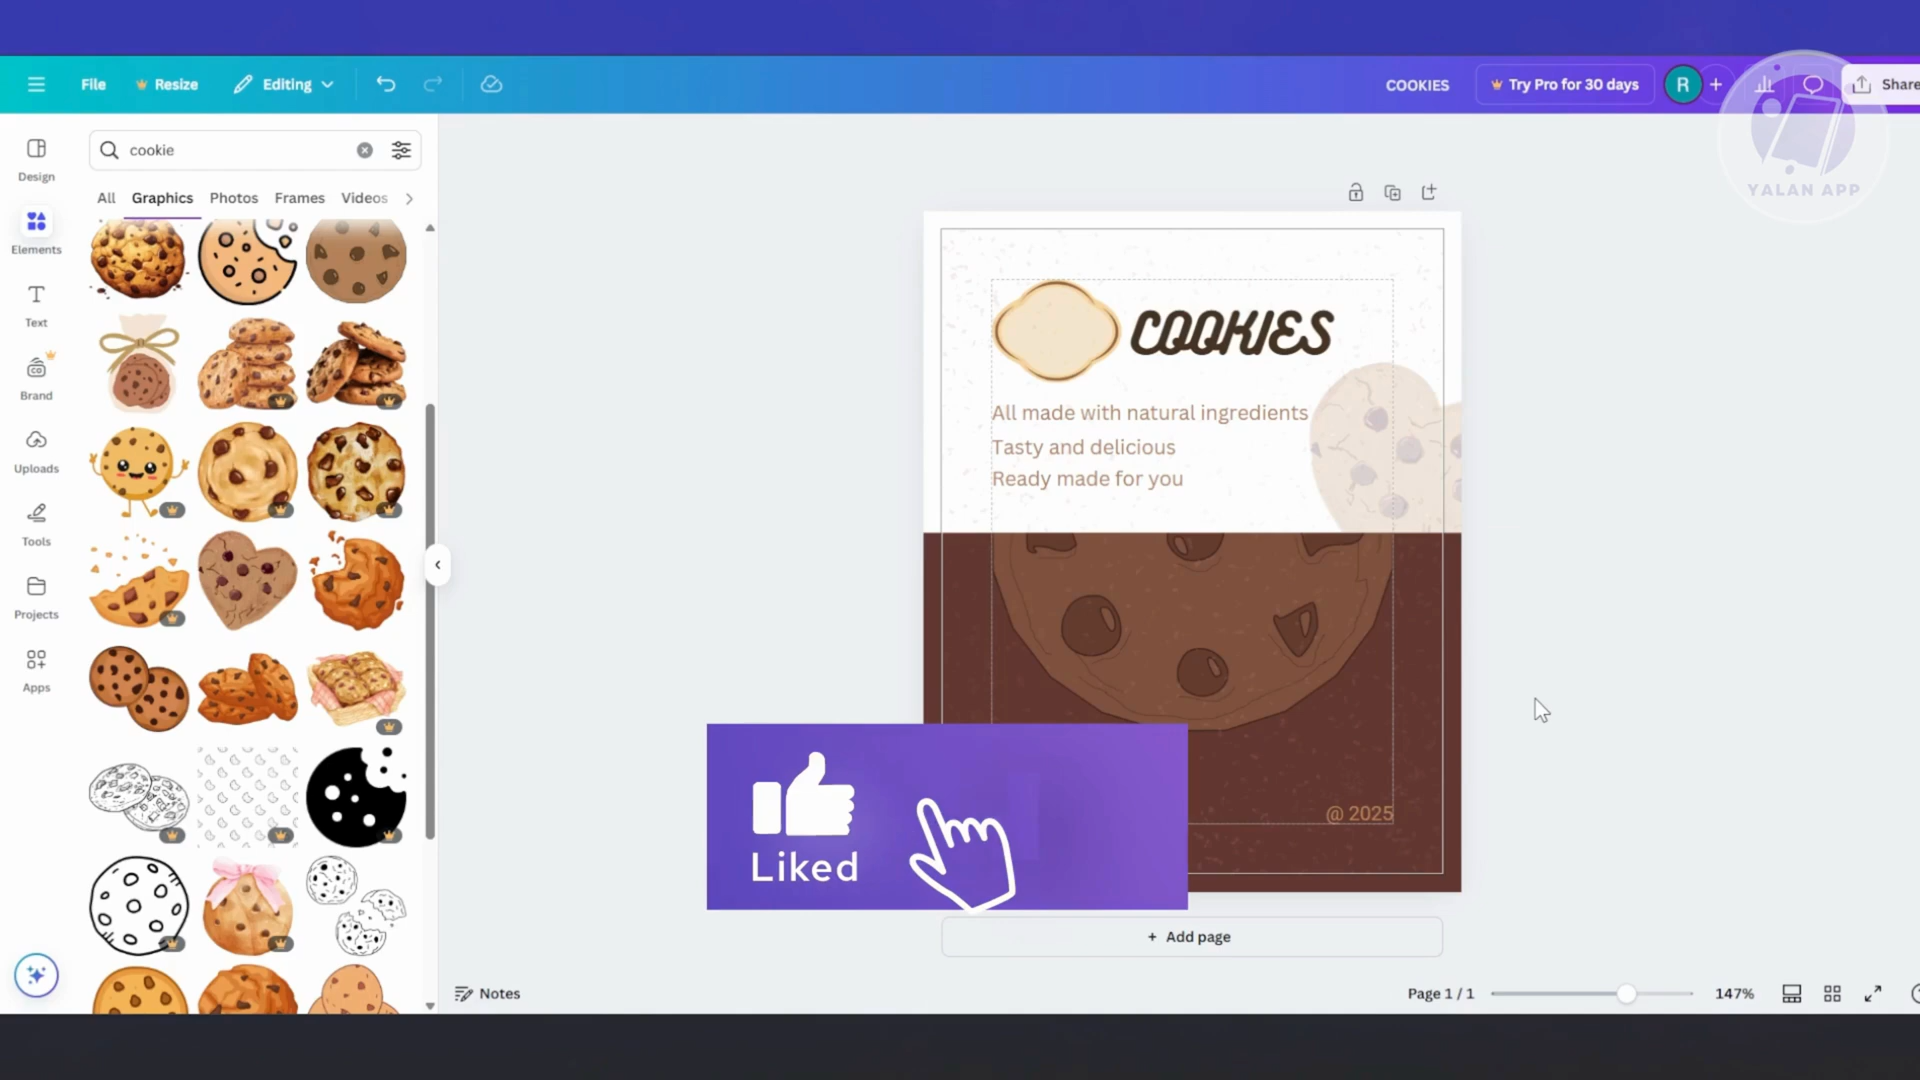 File
Resize
Editing
COOKIES
Try Pro for 30 days
R
Share
YALAN APP
Design
Elements
Text
Brand
Uploads
Tools
Projects
Apps
cookie
All
Graphics
Photos
Frames
Videos
COOKIES
All made with natural ingredients
Tasty and delicious
Ready made for you
@ 2025
Liked
+ Add page
Notes
Page 1 / 1
147%